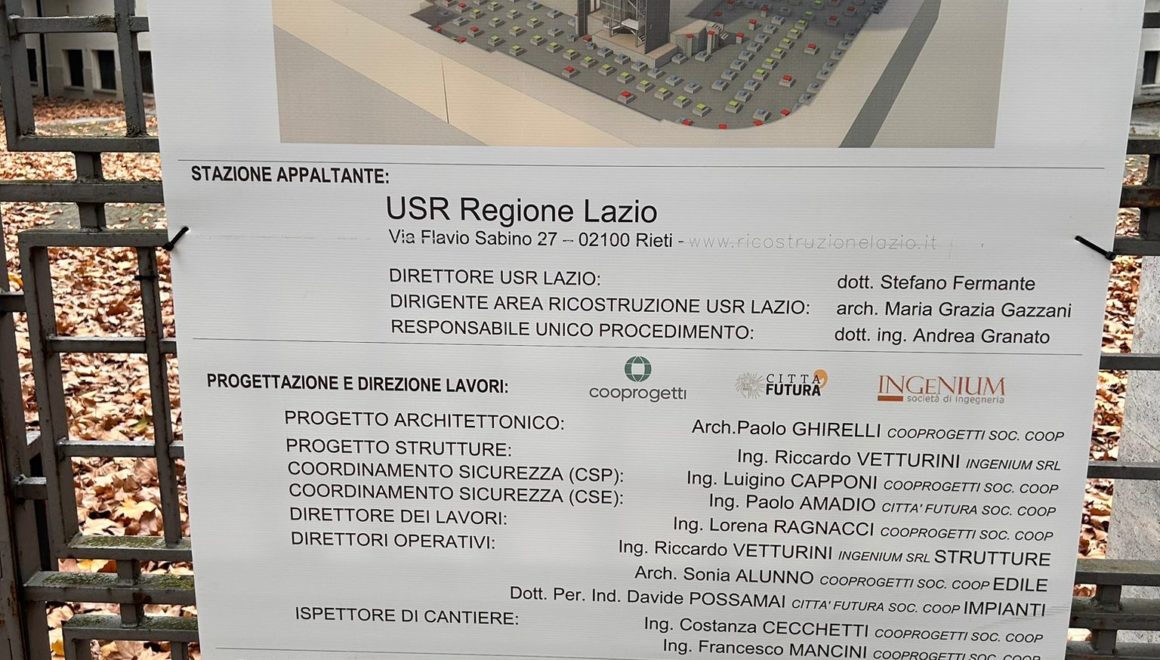 STAZIONE APPALTANTE:
USR Regione Lazio
Via Flavio Sabino 27 – 02100 Rieti - www.ricostruzionelazio.it
DIRETTORE USR LAZIO: dott. Stefano Fermante
DIRIGENTE AREA RICOSTRUZIONE USR LAZIO: arch. Maria Grazia Gazzani
RESPONSABILE UNICO PROCEDIMENTO: dott. ing. Andrea Granato
PROGETTAZIONE E DIREZIONE LAVORI: cooprogetti CITTÀ FUTURA INGENIUM società di ingegneria
PROGETTO ARCHITETTONICO: Arch.Paolo GHIRELLI COOPROGETTI SOC. COOP
PROGETTO STRUTTURE: Ing. Riccardo VETTURINI INGENIUM SRL
COORDINAMENTO SICUREZZA (CSP): Ing. Luigino CAPPONI COOPROGETTI SOC. COOP
COORDINAMENTO SICUREZZA (CSE): Ing. Paolo AMADIO CITTA' FUTURA SOC. COOP
DIRETTORE DEI LAVORI: Ing. Lorena RAGNACCI COOPROGETTI SOC. COOP
DIRETTORI OPERATIVI: Ing. Riccardo VETTURINI INGENIUM SRL STRUTTURE
Arch. Sonia ALUNNO COOPROGETTI SOC. COOP EDILE
Dott. Per. Ind. Davide POSSAMAI CITTA' FUTURA SOC. COOP IMPIANTI
ISPETTORE DI CANTIERE: Ing. Costanza CECCHETTI COOPROGETTI SOC. COOP
Ing. Francesco MANCINI COOPROGETTI SOC. COOP